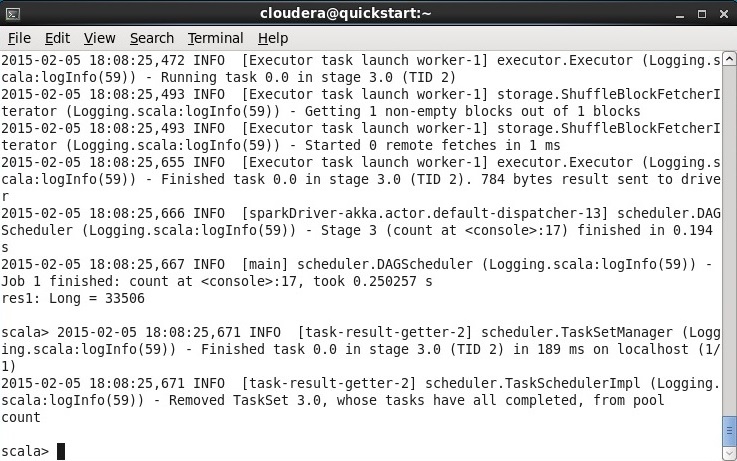 cloudera@quickstart:~
File Edit View Search Terminal Help
2015-02-05 18:08:25,472 INFO  [Executor task launch worker-1] executor.Executor (Logging.s
cala:logInfo(59)) - Running task 0.0 in stage 3.0 (TID 2)
2015-02-05 18:08:25,493 INFO  [Executor task launch worker-1] storage.ShuffleBlockFetcherI
terator (Logging.scala:logInfo(59)) - Getting 1 non-empty blocks out of 1 blocks
2015-02-05 18:08:25,493 INFO  [Executor task launch worker-1] storage.ShuffleBlockFetcherI
terator (Logging.scala:logInfo(59)) - Started 0 remote fetches in 1 ms
2015-02-05 18:08:25,655 INFO  [Executor task launch worker-1] executor.Executor (Logging.s
cala:logInfo(59)) - Finished task 0.0 in stage 3.0 (TID 2). 784 bytes result sent to drive
r
2015-02-05 18:08:25,666 INFO  [sparkDriver-akka.actor.default-dispatcher-13] scheduler.DAG
Scheduler (Logging.scala:logInfo(59)) - Stage 3 (count at <console>:17) finished in 0.194
s
2015-02-05 18:08:25,667 INFO  [main] scheduler.DAGScheduler (Logging.scala:logInfo(59)) -
Job 1 finished: count at <console>:17, took 0.250257 s
res1: Long = 33506
scala> 2015-02-05 18:08:25,671 INFO  [task-result-getter-2] scheduler.TaskSetManager (Logg
ing.scala:logInfo(59)) - Finished task 0.0 in stage 3.0 (TID 2) in 189 ms on localhost (1/
1)
2015-02-05 18:08:25,671 INFO  [task-result-getter-2] scheduler.TaskSchedulerImpl (Logging.
scala:logInfo(59)) - Removed TaskSet 3.0, whose tasks have all completed, from pool
count
scala>